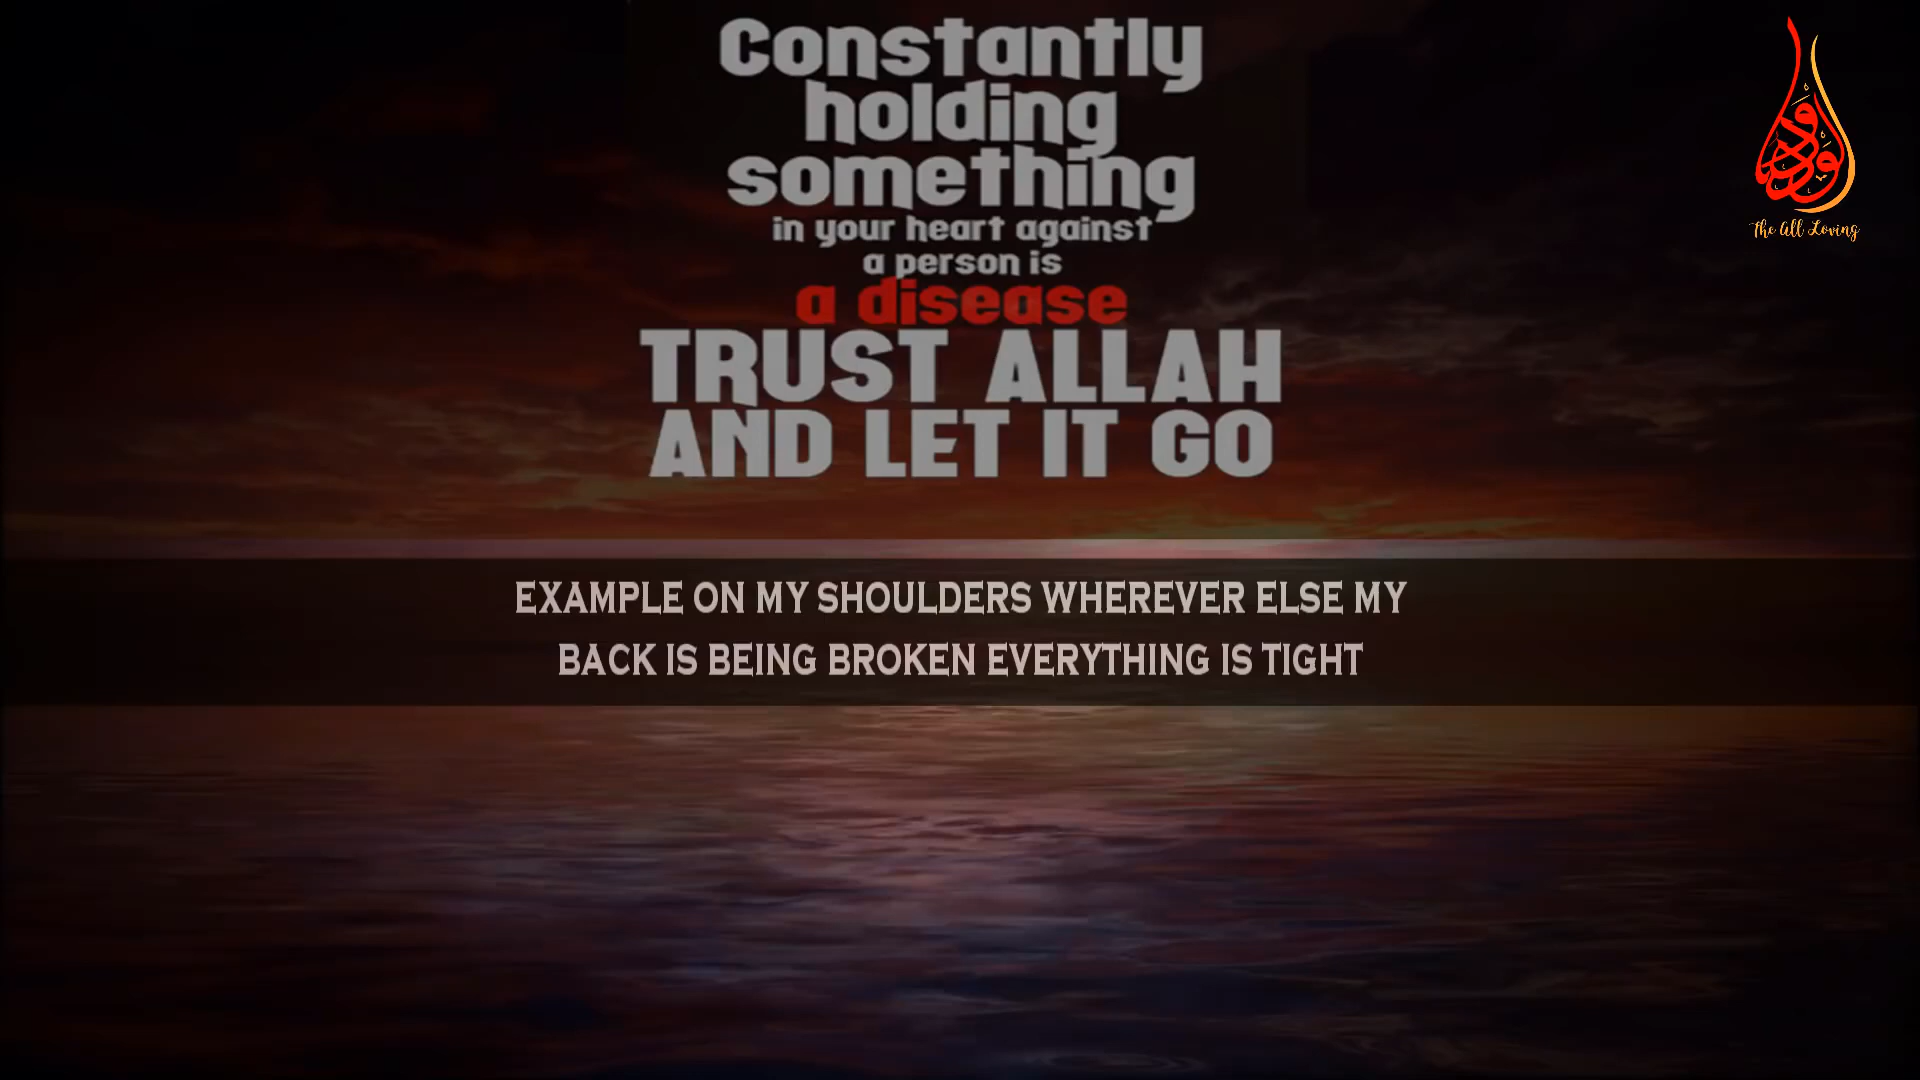 Constantly
holding
something
in your heart against
a person is
a disease
TRUST ALLAH
AND LET IT GO
The All Loving
EXAMPLE ON MY SHOULDERS WHEREVER ELSE MY
BACK IS BEING BROKEN EVERYTHING IS TIGHT